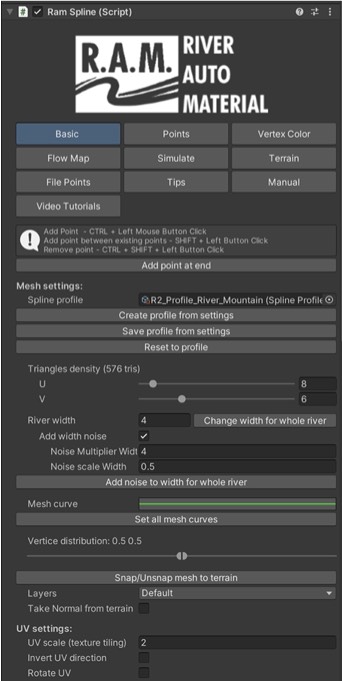 Ram Spline (Script)
R.A.M.
RIVER
AUTO
MATERIAL
Basic
Points
Vertex Color
Flow Map
Simulate
Terrain
File Points
Tips
Manual
Video Tutorials
Add Point - CTRL + Left Mouse Button Click
Add point between existing points - SHIFT + Left Button Click
Remove point - CTRL + SHIFT + Left Button Click
Add point at end
Mesh settings:
Spline profile R2_Profile_River_Mountain (Spline Profile
Create profile from settings
Save profile from settings
Reset to profile
Triangles density (576 tris)
U 8
V 6
River width 4 Change width for whole river
Add width noise
Noise Multiplier Widt 4
Noise scale Width 0.5
Add noise to width for whole river
Mesh curve
Set all mesh curves
Vertice distribution: 0.5 0.5
Snap/Unsnap mesh to terrain
Layers Default
Take Normal from terrain
UV settings:
UV scale (texture tiling) 2
Invert UV direction
Rotate UV